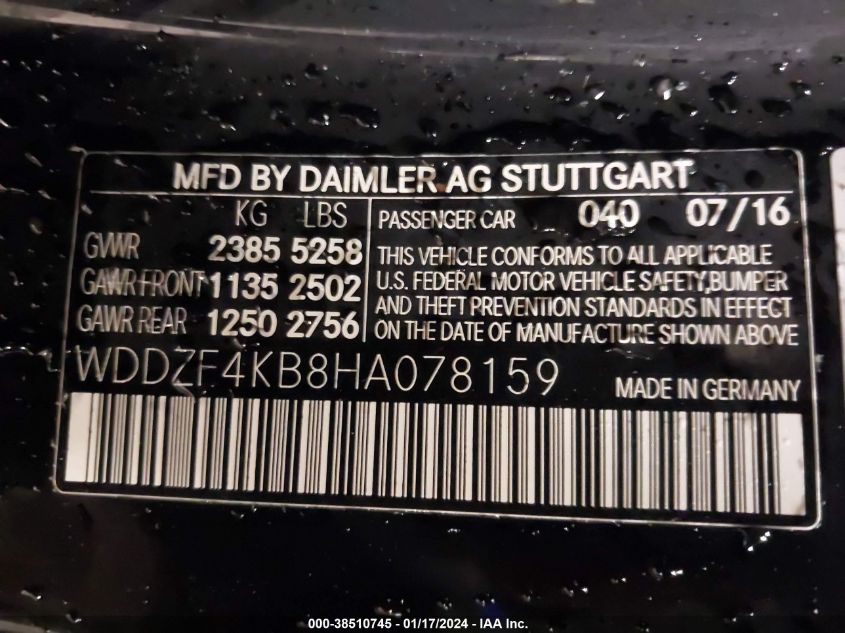 MFD BY DAIMLER AG STUTTGART
KG LBS
GVWR 2385 5258
GAWR FRONT 1135 2502
GAWR REAR 1250 2756
PASSENGER CAR 040 07/16
THIS VEHICLE CONFORMS TO ALL APPLICABLE
U.S. FEDERAL MOTOR VEHICLE SAFETY,BUMPER
AND THEFT PREVENTION STANDARDS IN EFFECT
ON THE DATE OF MANUFACTURE SHOWN ABOVE
WDDZF4KB8HA078159 MADE IN GERMANY
000-38510745 - 01/17/2024 - IAA Inc.